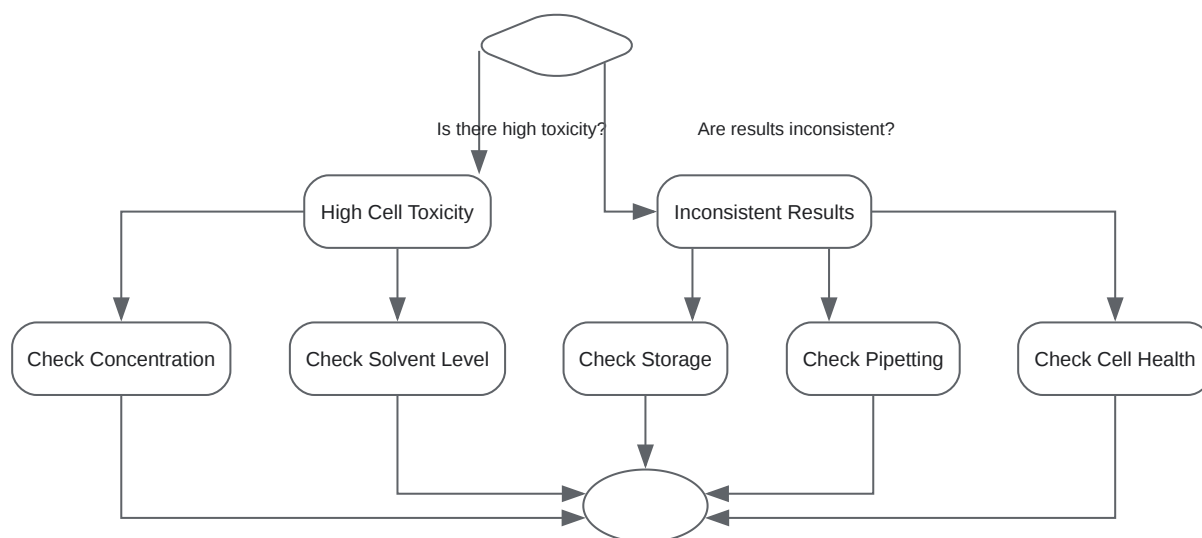 Is there high toxicity?
Are results inconsistent?
High Cell Toxicity
Inconsistent Results
Check Concentration
Check Solvent Level
Check Storage
Check Pipetting
Check Cell Health